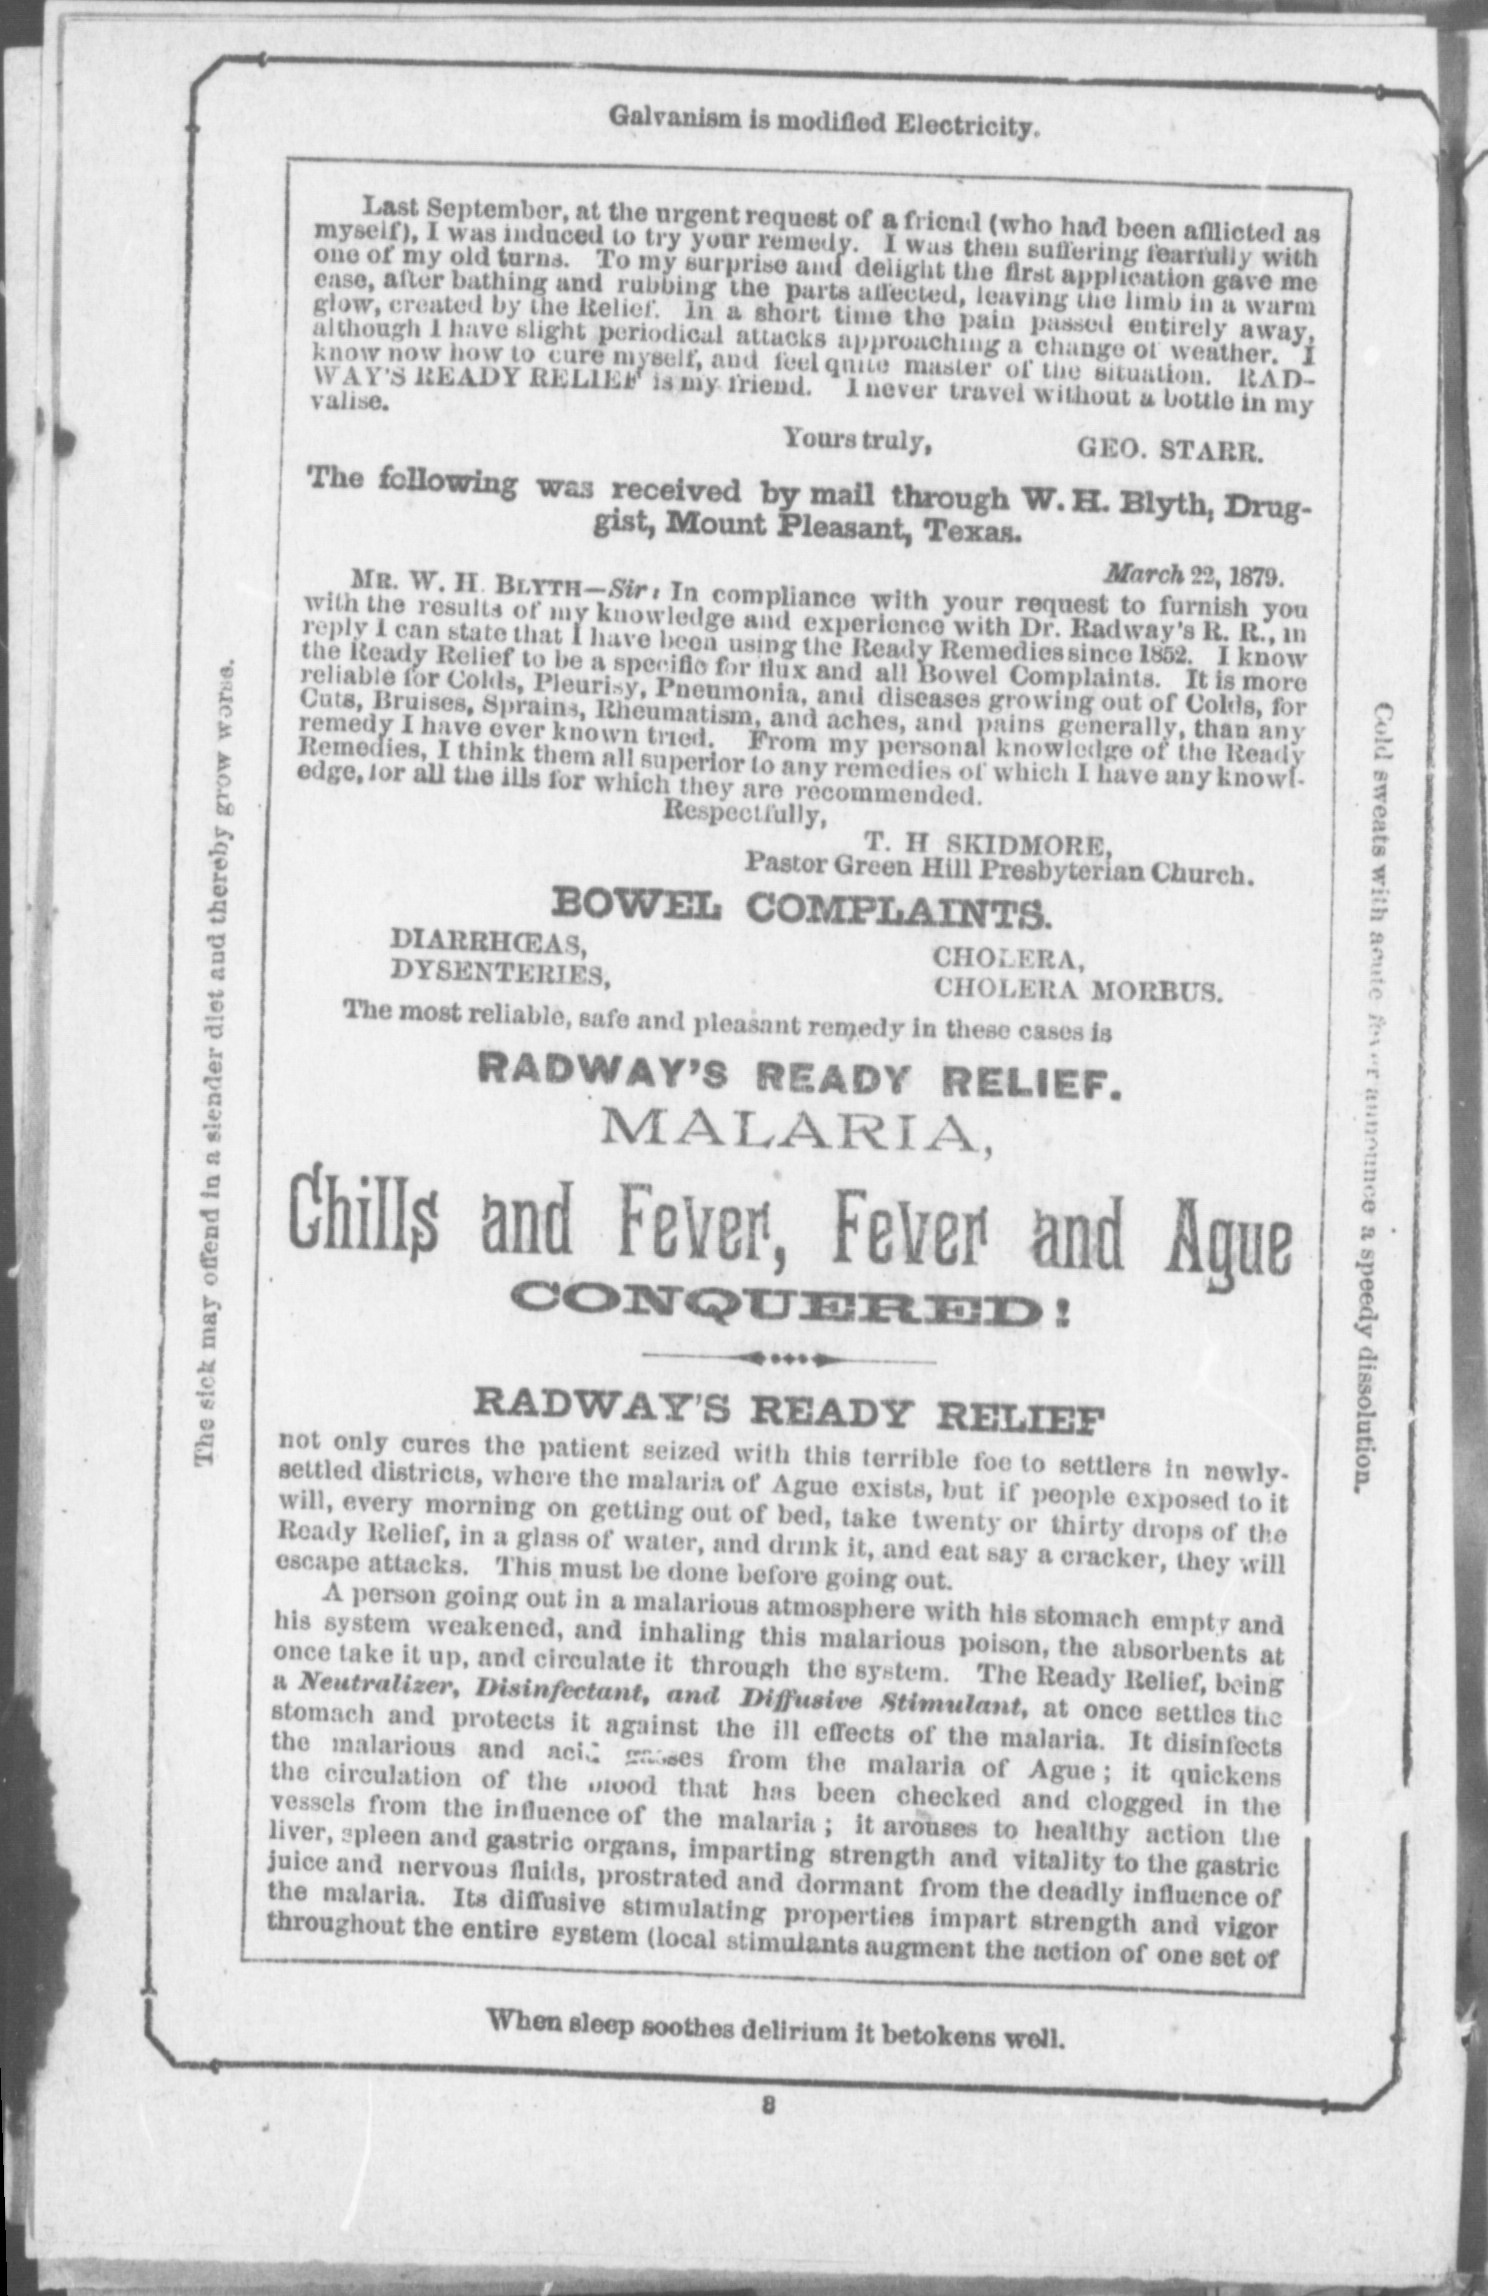 Galvanism is modified Electricity.
Last September, at the urgent request of a friend (who had been afflicted as
myself), I was induced to try your remedy. I was then suffering fearfully with
one of my old turns. To my surprise and delight the first application gave me
ease, after bathing and rubbing the parts affected, leaving the limb in a warm
glow, created by the Relief. In a short time the pain passed entirely away,
although I have slight periodical attacks approaching a change of weather. I
know now how to cure myself, and feel quite master of the situation. RAD-
WAY'S READY RELIEF is my friend. I never travel without a bottle in my
valise.
Yours truly, GEO. STARR.
The following was received by mail through W. H. Blyth, Drug-
gist, Mount Pleasant, Texas.
March 22, 1879.
MR. W. H. BLYTH—Sir: In compliance with your request to furnish you
with the results of my knowledge and experience with Dr. Radway's R. R., in
reply I can state that I have been using the Ready Remedies since 1852. I know
the Ready Relief to be a specific for flux and all Bowel Complaints. It is more
reliable for Colds, Pleurisy, Pneumonia, and diseases growing out of Colds, for
Cuts, Bruises, Sprains, Rheumatism, and aches, and pains generally, than any
remedy I have ever known tried. From my personal knowledge of the Ready
Remedies, I think them all superior to any remedies of which I have any knowl-
edge, for all the ills for which they are recommended.
Respectfully,
T. H SKIDMORE,
Pastor Green Hill Presbyterian Church.
BOWEL COMPLAINTS.
DIARRHŒAS, CHOLERA,
DYSENTERIES, CHOLERA MORBUS.
The most reliable, safe and pleasant remedy in these cases is
RADWAY'S READY RELIEF.
MALARIA,
Chills and Fever, Fever and Ague
CONQUERED!
RADWAY'S READY RELIEF
not only cures the patient seized with this terrible foe to settlers in newly-
settled districts, where the malaria of Ague exists, but if people exposed to it
will, every morning on getting out of bed, take twenty or thirty drops of the
Ready Relief, in a glass of water, and drink it, and eat say a cracker, they will
escape attacks. This must be done before going out.
A person going out in a malarious atmosphere with his stomach empty and
his system weakened, and inhaling this malarious poison, the absorbents at
once take it up, and circulate it through the system. The Ready Relief, being
a Neutralizer, Disinfectant, and Diffusive Stimulant, at once settles the
stomach and protects it against the ill effects of the malaria. It disinfects
the malarious and acid gasses from the malaria of Ague; it quickens
the circulation of the blood that has been checked and clogged in the
vessels from the influence of the malaria; it arouses to healthy action the
liver, spleen and gastric organs, imparting strength and vitality to the gastric
juice and nervous fluids, prostrated and dormant from the deadly influence of
the malaria. Its diffusive stimulating properties impart strength and vigor
throughout the entire system (local stimulants augment the action of one set of
When sleep soothes delirium it betokens well.
8
The sick may offend in a slender diet and thereby grow worse.
Cold sweats with acute fever announce a speedy dissolution.